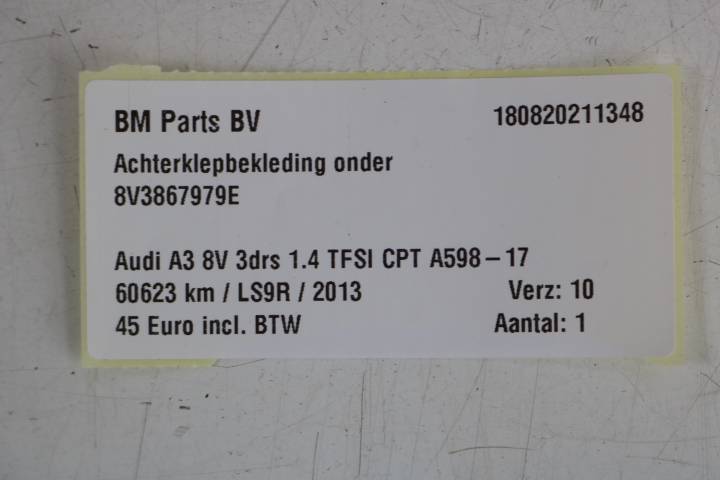 BM Parts BV 180820211348
Achterklepbekleding onder
8V3867979E
Audi A3 8V 3drs 1.4 TFSI CPT A598-17
60623 km / LS9R / 2013 Verz: 10
45 Euro incl. BTW Aantal: 1